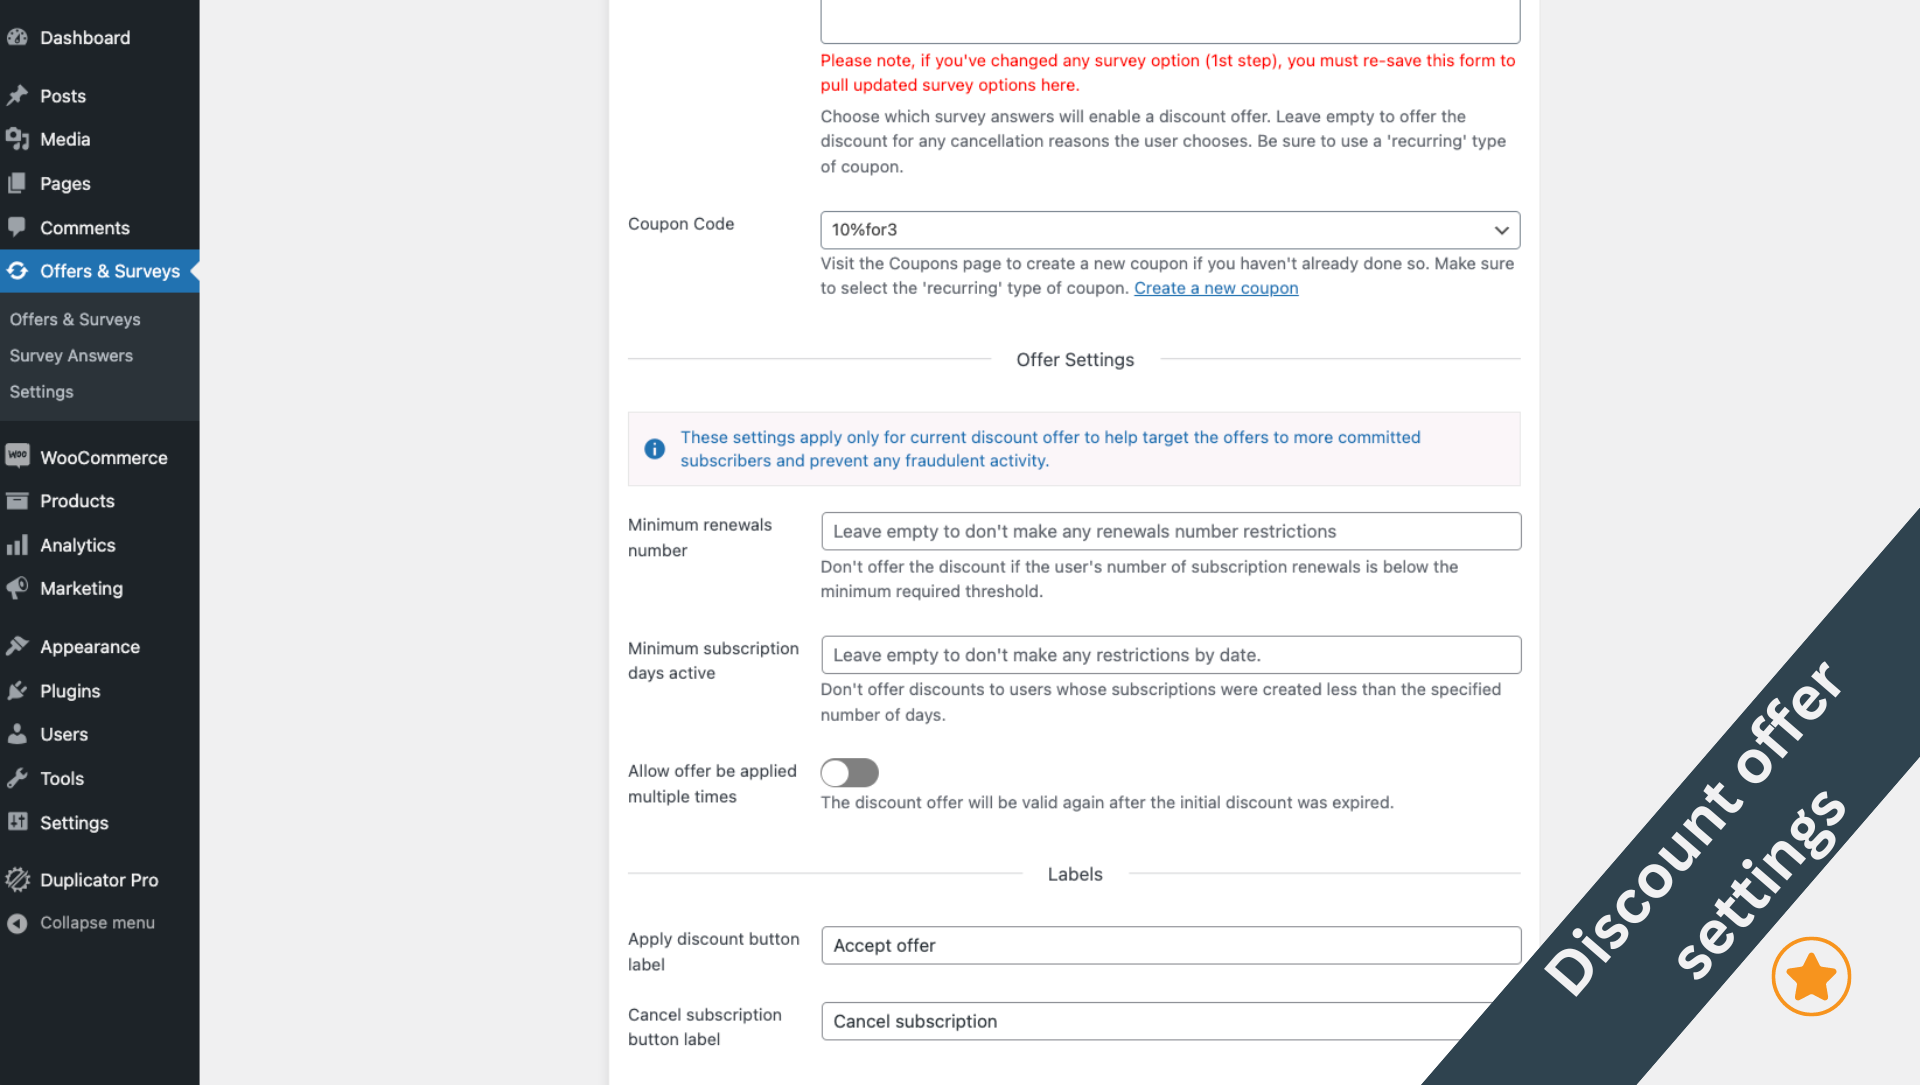 Dashboard
Posts
Media
Pages
Comments
Offers & Surveys
Offers & Surveys
Survey Answers
Settings
Woo
WooCommerce
Products
Analytics
Marketing
Appearance
Plugins
Users
Tools
Settings
Duplicator Pro
Collapse menu
Please note, if you've changed any survey option (1st step), you must re-save this form to
pull updated survey options here.
Choose which survey answers will enable a discount offer. Leave empty to offer the
discount for any cancellation reasons the user chooses. Be sure to use a 'recurring' type
of coupon.
Coupon Code
10%for3
Visit the Coupons page to create a new coupon if you haven't already done so. Make sure
to select the 'recurring' type of coupon. Create a new coupon
Offer Settings
These settings apply only for current discount offer to help target the offers to more committed
subscribers and prevent any fraudulent activity.
Minimum renewals
number
Leave empty to don't make any renewals number restrictions
Don't offer the discount if the user's number of subscription renewals is below the
minimum required threshold.
Minimum subscription
days active
Leave empty to don't make any restrictions by date.
Don't offer discounts to users whose subscriptions were created less than the specified
number of days.
Allow offer be applied
multiple times
The discount offer will be valid again after the initial discount was expired.
Labels
Apply discount button
label
Accept offer
Cancel subscription
button label
Cancel subscription
Discount offer
settings